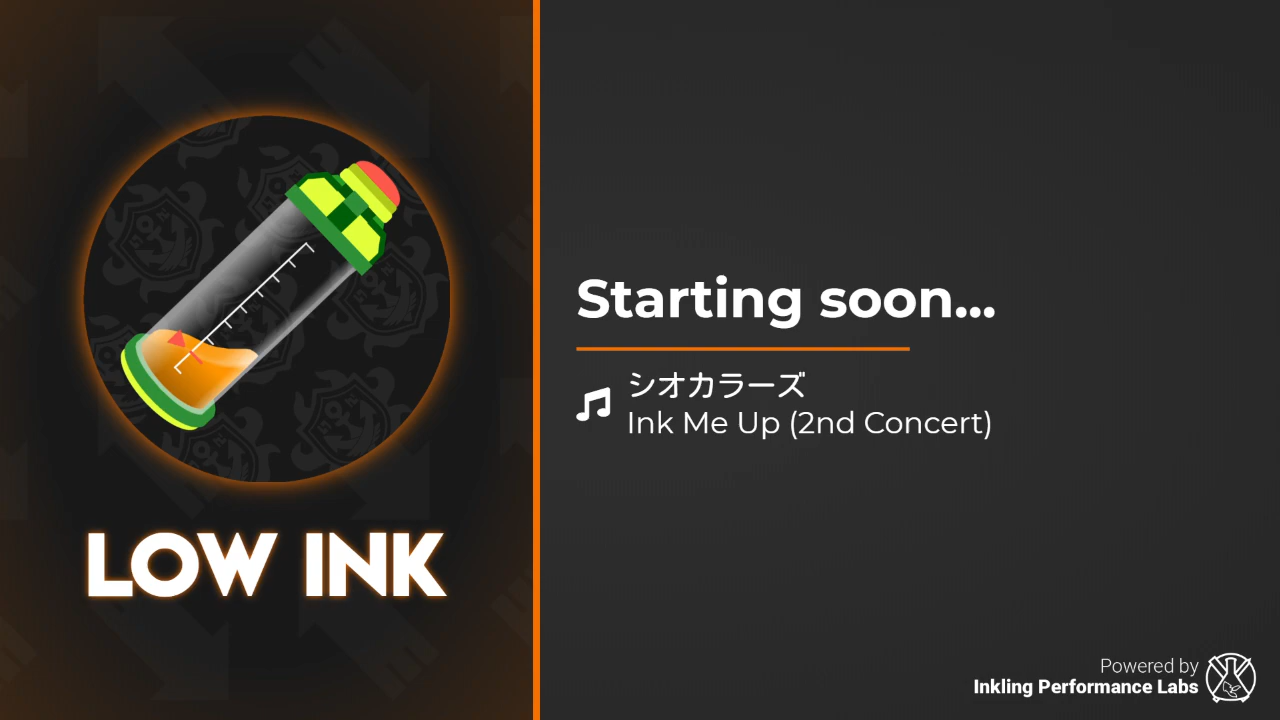 LOW INK
Starting soon...
シオカラーズ
Ink Me Up (2nd Concert)
Powered by
Inkling Performance Labs